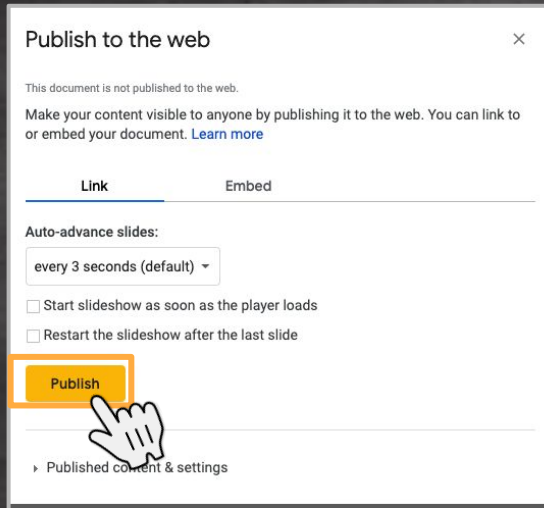 Publish to the web
This document is not published to the web.
Make your content visible to anyone by publishing it to the web. You can link to
or embed your document. Learn more
Link Embed
Auto-advance slides:
every 3 seconds (default)
Start slideshow as soon as the player loads
Restart the slideshow after the last slide
Publish
Published content & settings